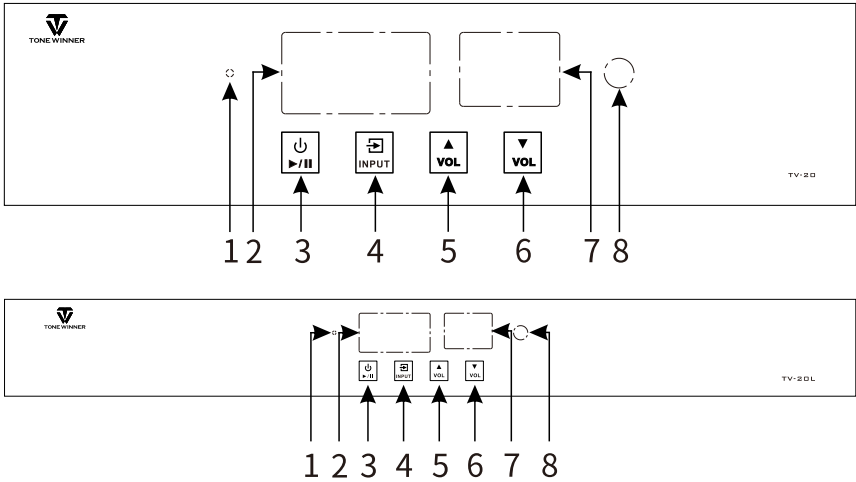 TONE WINNER
▶/II
INPUT
VOL
VOL
TV-20
1 2 3 4 5 6 7 8
TONE WINNER
▶/II
INPUT
VOL
VOL
TV-20L
1 2 3 4 5 6 7 8